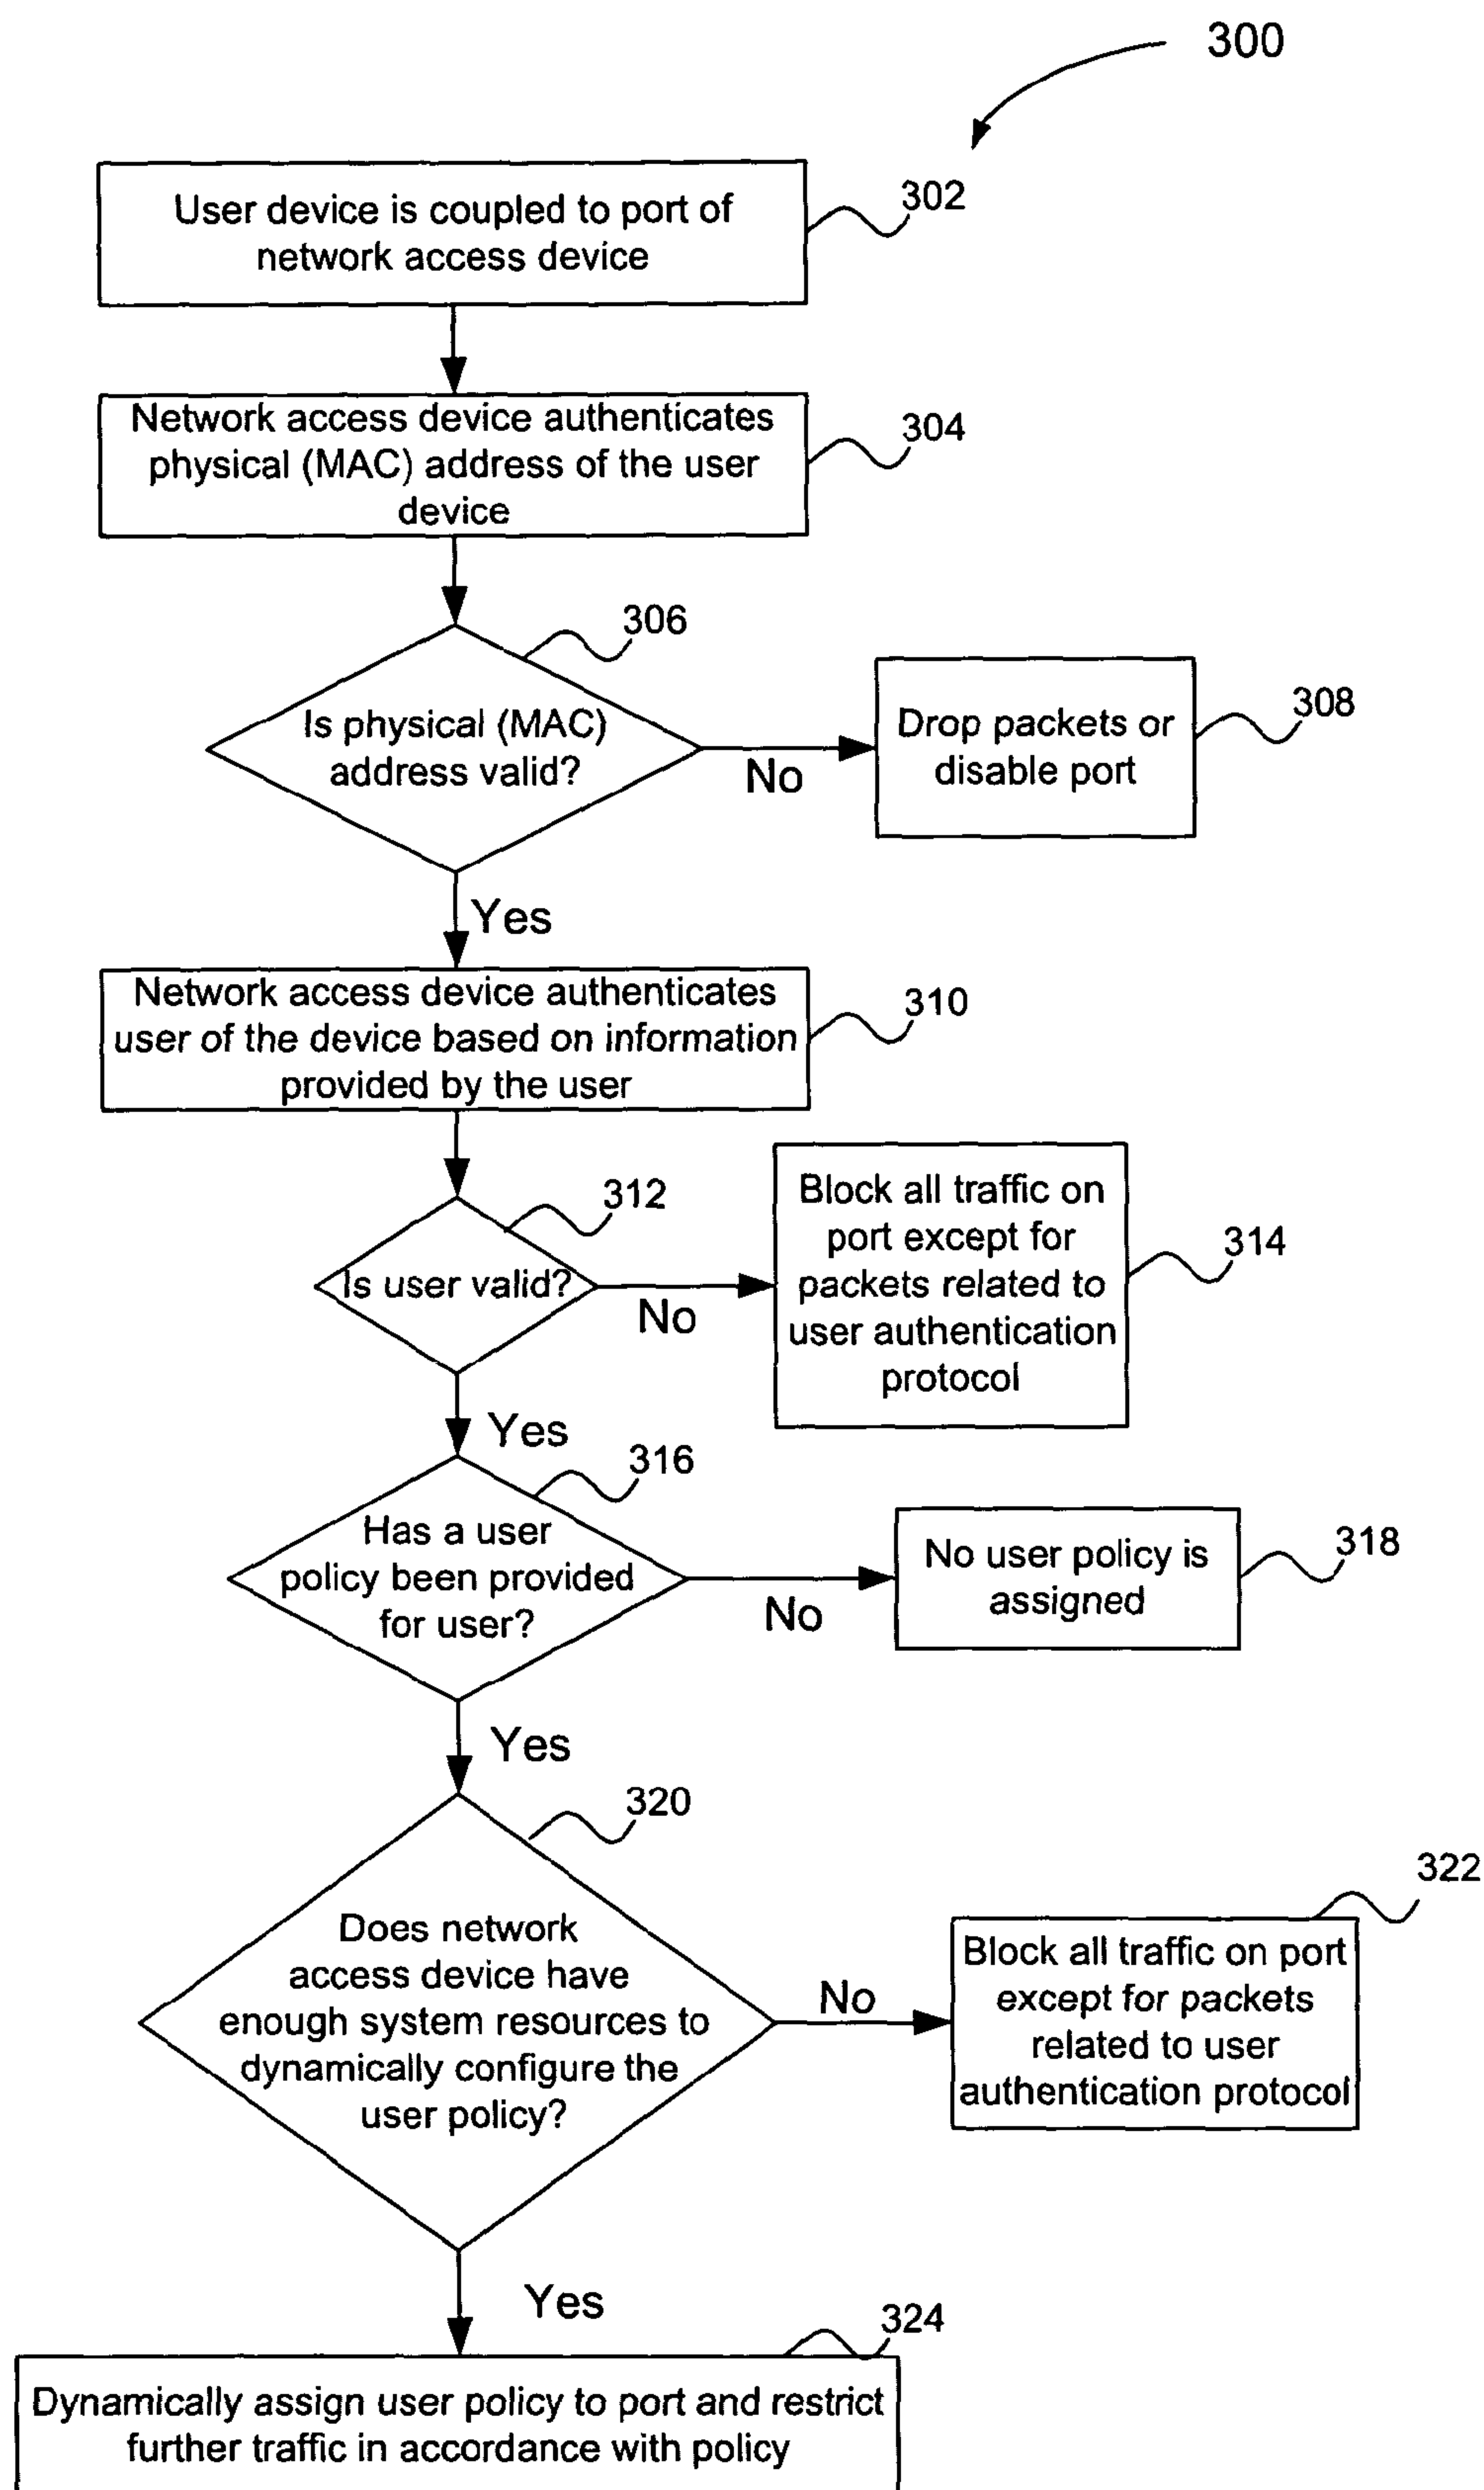 300
User device is coupled to port of
network access device
302
Network access device authenticates
physical (MAC) address of the user
device
304
306
Is physical (MAC)
address valid?
No
Drop packets or
disable port
308
Yes
Network access device authenticates
user of the device based on information
provided by the user
310
312
Is user valid?
No
Block all traffic on
port except for
packets related to
user authentication
protocol
314
Yes
316
Has a user
policy been provided
for user?
No
No user policy is
assigned
318
Yes
320
Does network
access device have
enough system resources to
dynamically configure the
user policy?
No
322
Block all traffic on port
except for packets
related to user
authentication protocol
Yes
324
Dynamically assign user policy to port and restrict
further traffic in accordance with policy